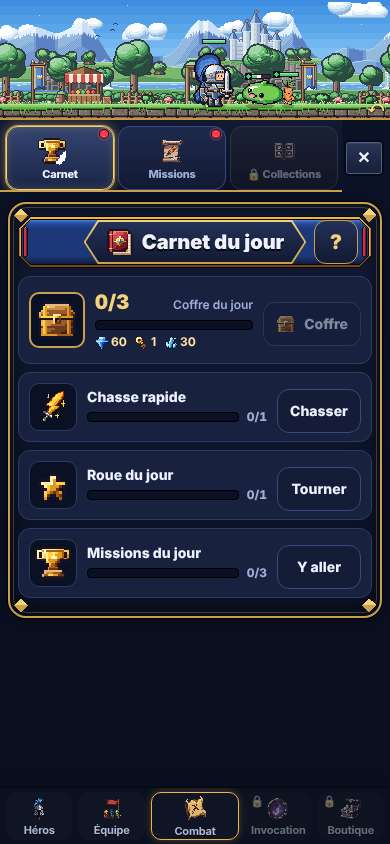 Carnet
Missions
Collections
×
Carnet du jour
?
0/3
Coffre du jour
60
1
30
Coffre
Chasse rapide
0/1
Chasser
Roue du jour
0/1
Tourner
Missions du jour
0/3
Y aller
Héros
Équipe
Combat
Invocation
Boutique